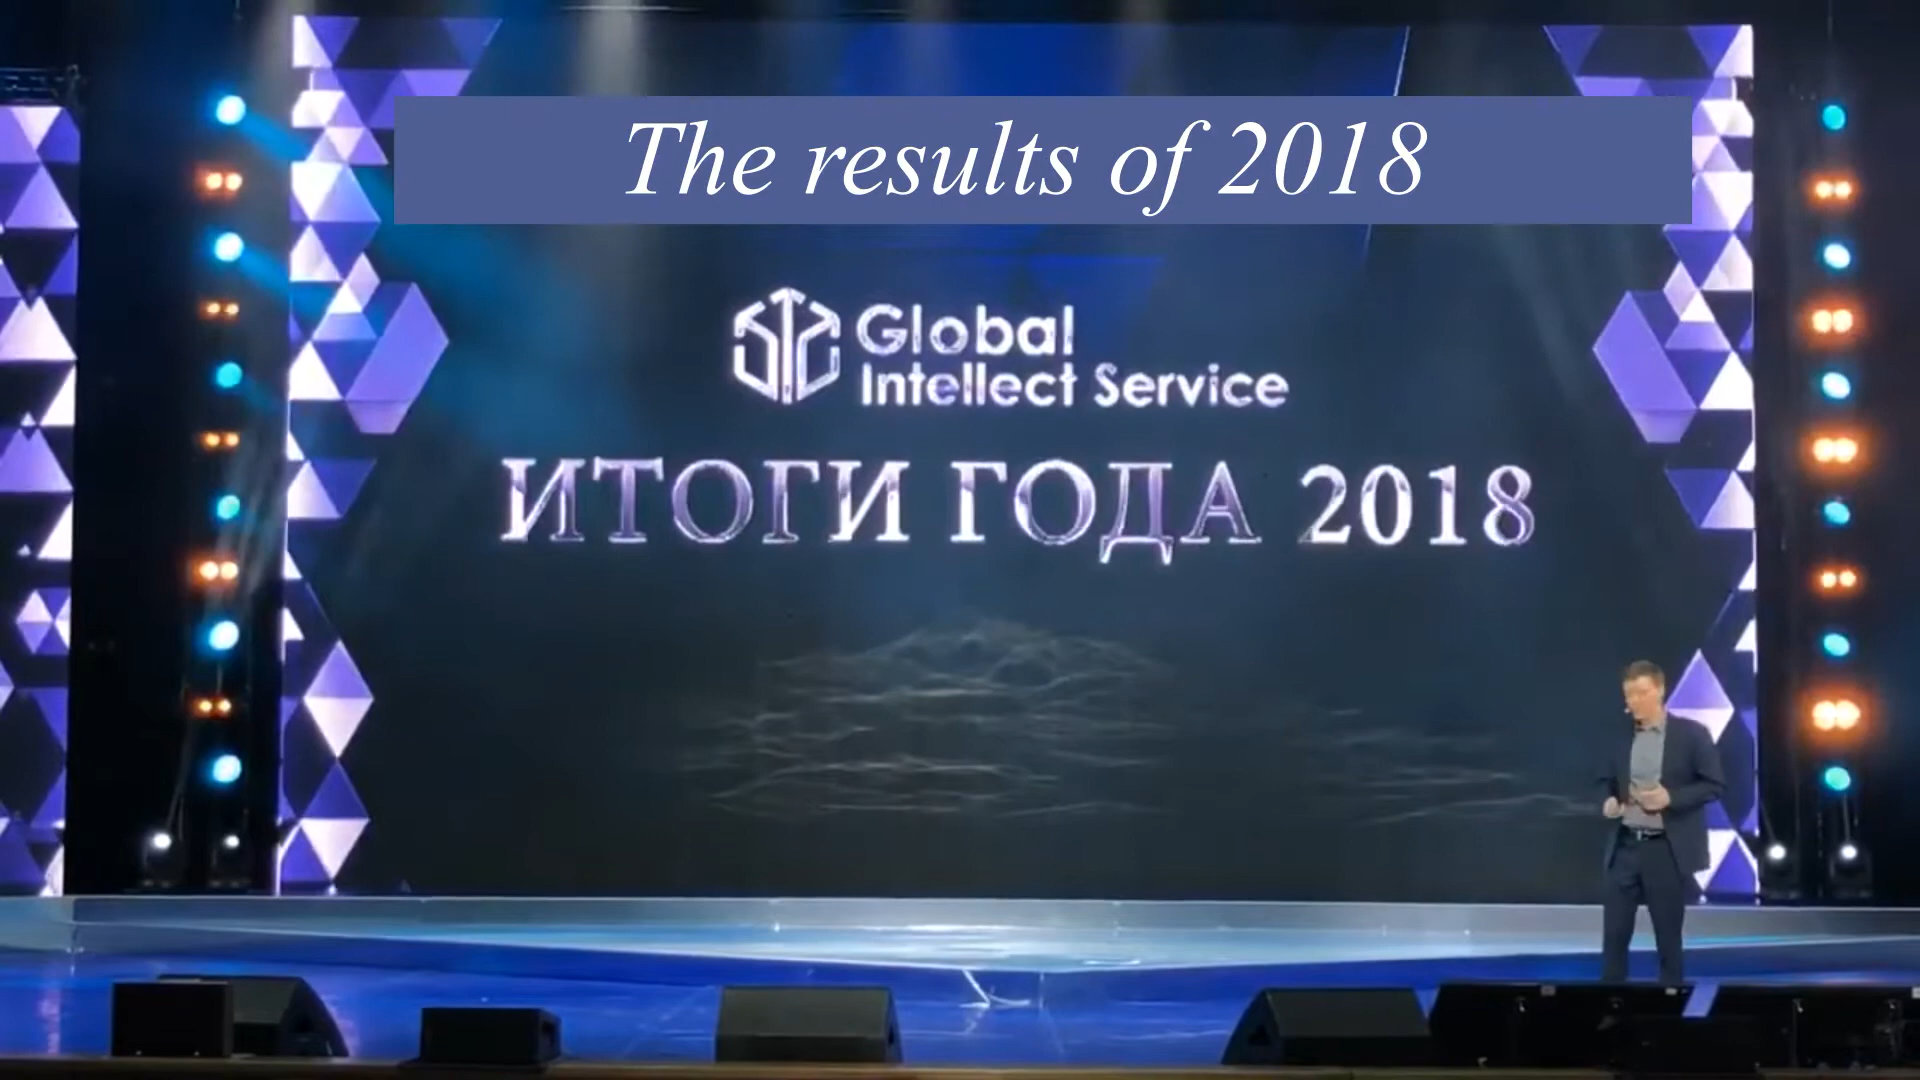 The results of 2018
Global
Intellect Service
ИТОГИ ГОДА 2018